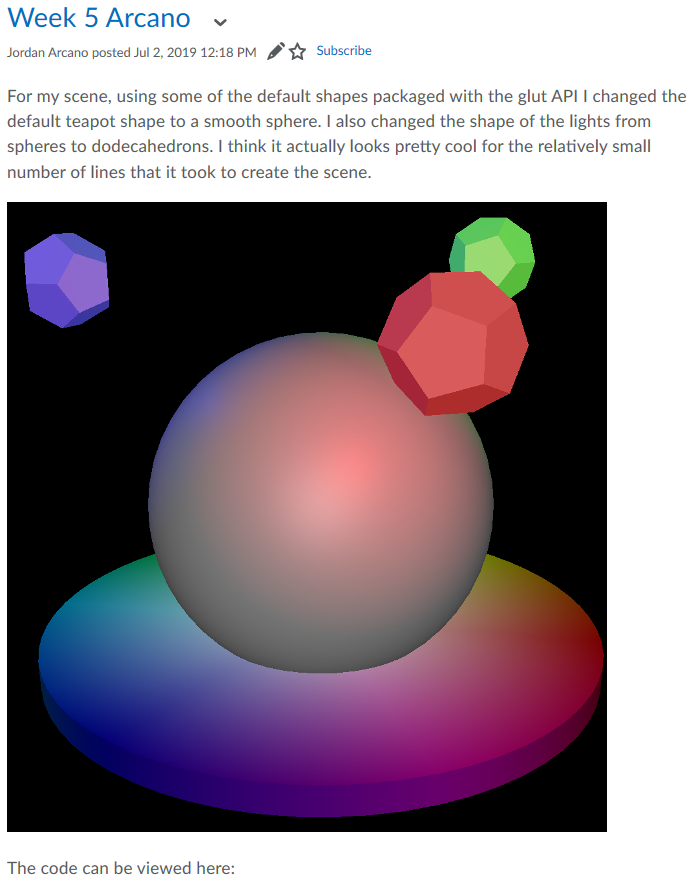 Week 5 Arcano
Jordan Arcano posted Jul 2, 2019 12:18 PM Subscribe
For my scene, using some of the default shapes packaged with the glut API I changed the
default teapot shape to a smooth sphere. I also changed the shape of the lights from
spheres to dodecahedrons. I think it actually looks pretty cool for the relatively small
number of lines that it took to create the scene.
The code can be viewed here: